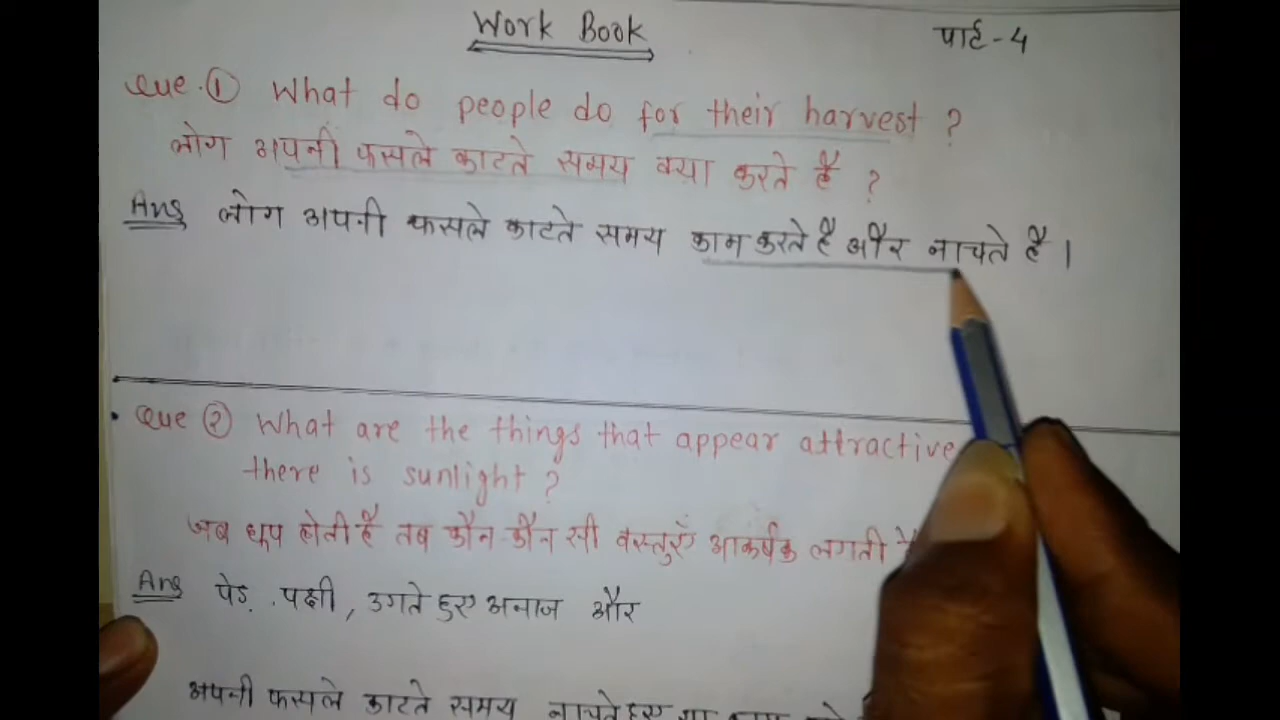 Work Book
पार्ट-4
Que.① What do people do for their harvest ?
लोग अपनी फसले काटते समय क्या करते है ?
Ans लोग अपनी फसले काटते समय काम करते है और नाचते है।
Que ② What are the things that appear attractive
there is sunlight ?
जब धूप होती है तब कौन-कौन सी वस्तुएँ आकर्षक लगती
Ans पेड़. पक्षी, उगते हुए अनाज और
अपनी फसले काटते समय नाचते हुए